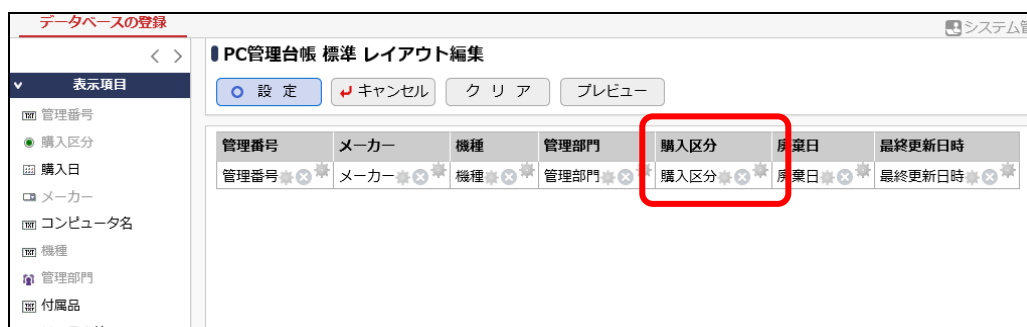 データベースの登録
システム管
PC管理台帳 標準 レイアウト編集
設 定 キャンセル ク リ ア プレビュー
表示項目
管理番号
購入区分
購入日
メーカー
コンピュータ名
機種
管理部門
付属品
管理番号 メーカー 機種 管理部門 購入区分 廃棄日 最終更新日時
管理番号 メーカー 機種 管理部門 購入区分 廃棄日 最終更新日時